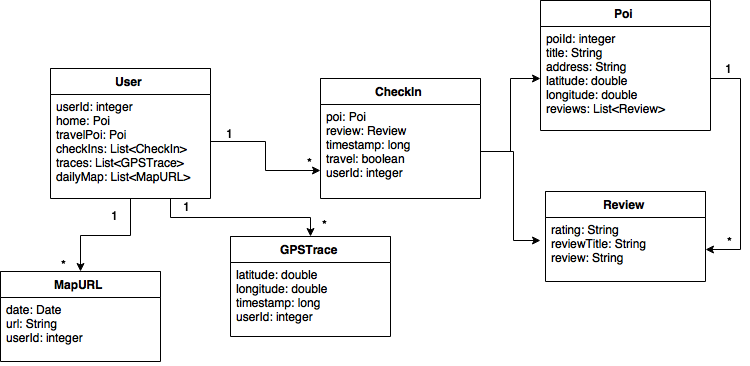 User
userId: integer
home: Poi
travelPoi: Poi
checkIns: List<CheckIn>
traces: List<GPSTrace>
dailyMap: List<MapURL>
1
*
CheckIn
poi: Poi
review: Review
timestamp: long
travel: boolean
userId: integer
Poi
poiId: integer
title: String
address: String
latitude: double
longitude: double
reviews: List<Review>
1
*
Review
rating: String
reviewTitle: String
review: String
1
*
MapURL
date: Date
url: String
userId: integer
1
*
GPSTrace
latitude: double
longitude: double
timestamp: long
userId: integer